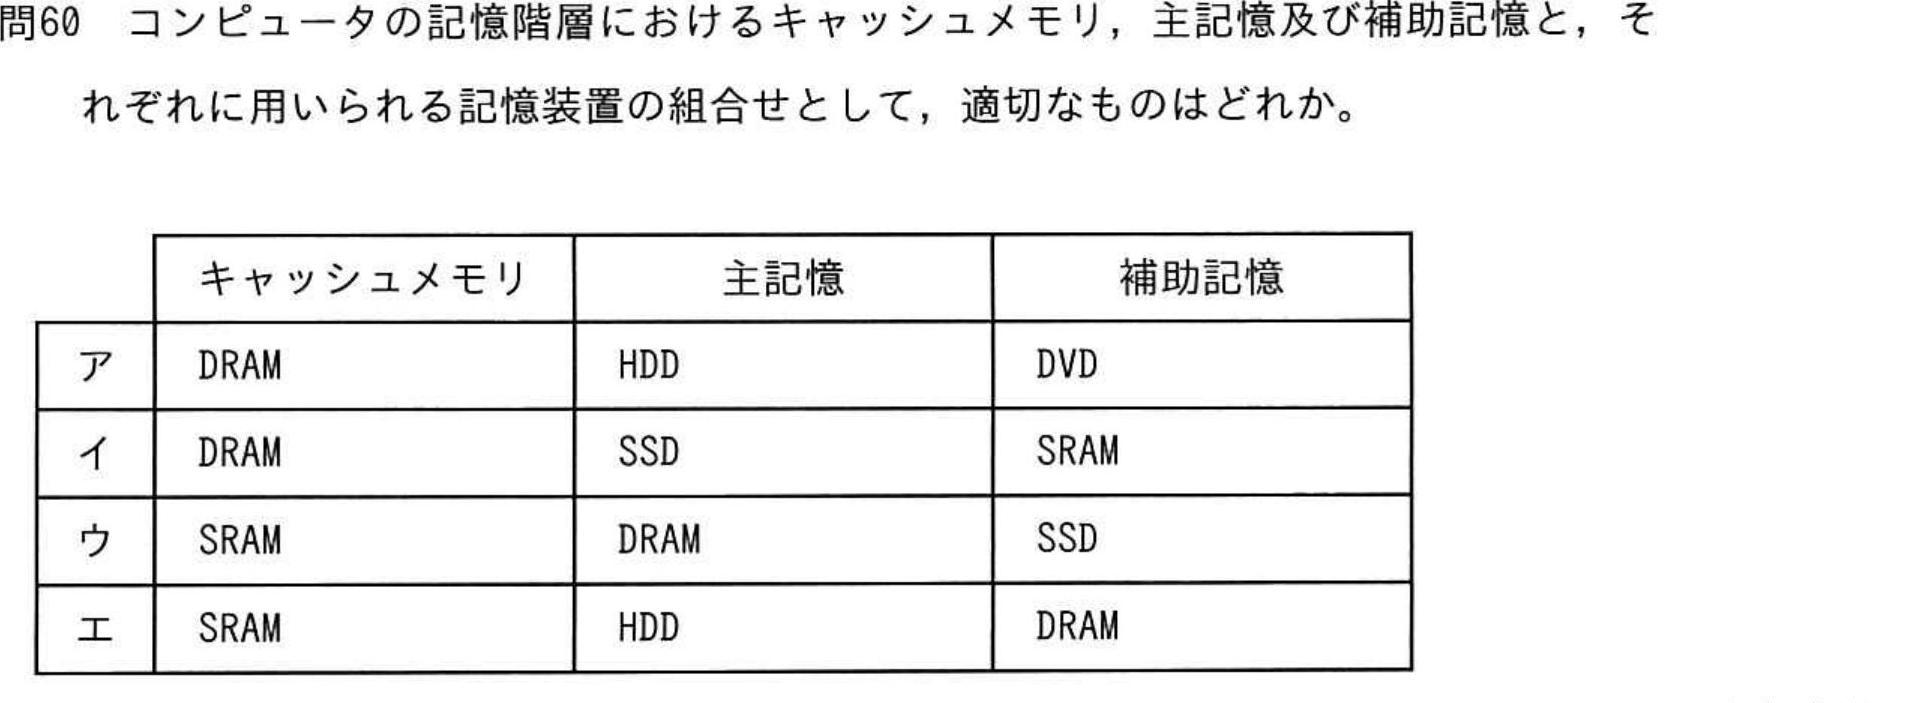 問60 コンピュータの記憶階層におけるキャッシュメモリ，主記憶及び補助記憶と，そ
れぞれに用いられる記憶装置の組合せとして，適切なものはどれか。
キャッシュメモリ 主記憶 補助記憶
ア DRAM HDD DVD
イ DRAM SSD SRAM
ウ SRAM DRAM SSD
エ SRAM HDD DRAM